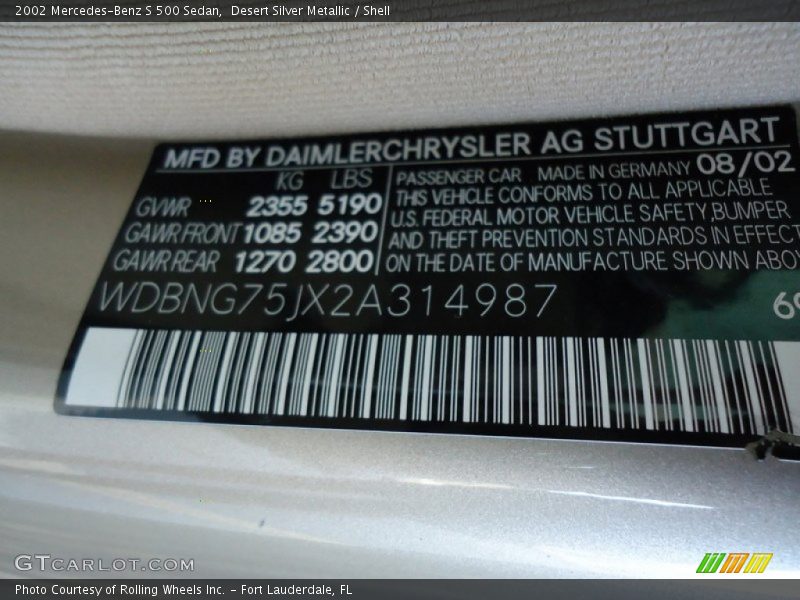 2002 Mercedes-Benz S 500 Sedan,  Desert Silver Metallic / Shell
MFD BY DAIMLERCHRYSLER AG STUTTGART
KG LBS
GVWR 2355 5190
GAWR FRONT 1085 2390
GAWR REAR 1270 2800
PASSENGER CAR MADE IN GERMANY 08/02
THIS VEHICLE CONFORMS TO ALL APPLICABLE
U.S. FEDERAL MOTOR VEHICLE SAFETY, BUMPER
AND THEFT PREVENTION STANDARDS IN EFFECT
ON THE DATE OF MANUFACTURE SHOWN ABOV
WDBNG75JX2A314987
GTCARLOT.COM
Photo Courtesy of Rolling Wheels Inc. – Fort Lauderdale, FL